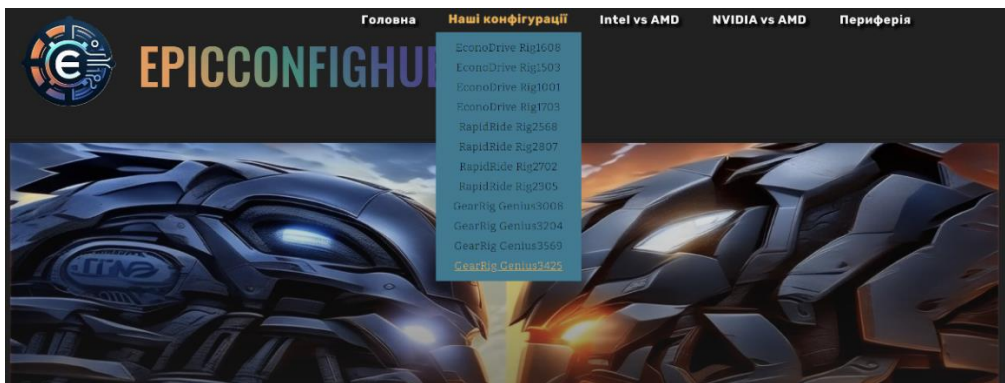 Головна Наші конфігурації Intel vs AMD NVIDIA vs AMD Периферія
EPICCONFIGHU
EconoDrive Rig1608
EconoDrive Rig1503
EconoDrive Rig1001
EconoDrive Rig1703
RapidRide Rig2568
RapidRide Rig2807
RapidRide Rig2702
RapidRide Rig2305
GearRig Genius3008
GearRig Genius3204
GearRig Genius3569
GearRig Genius3425